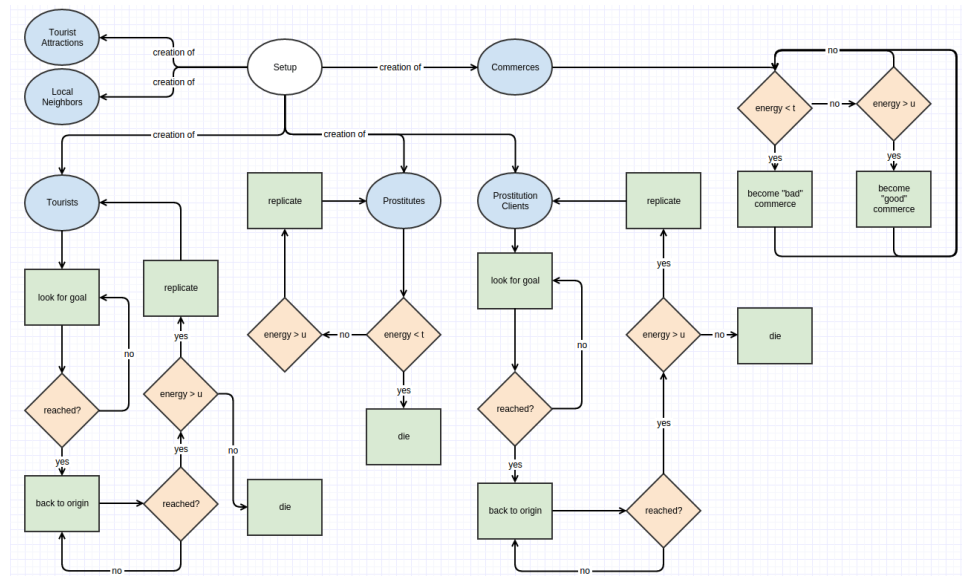 Tourist
Attractions
creation of
Setup
creation of
Commerces
no
creation of
Local
Neighbors
energy < t
no
energy > u
creation of
creation of
yes
yes
Tourists
replicate
Prostitutes
Prostitution
Clients
replicate
become "bad"
commerce
become
"good"
commerce
look for goal
replicate
look for goal
yes
no
yes
energy > u
no
energy < t
no
energy > u
no
die
reached?
energy > u
yes
reached?
yes
die
yes
yes
no
yes
back to origin
reached?
die
back to origin
reached?
no
no